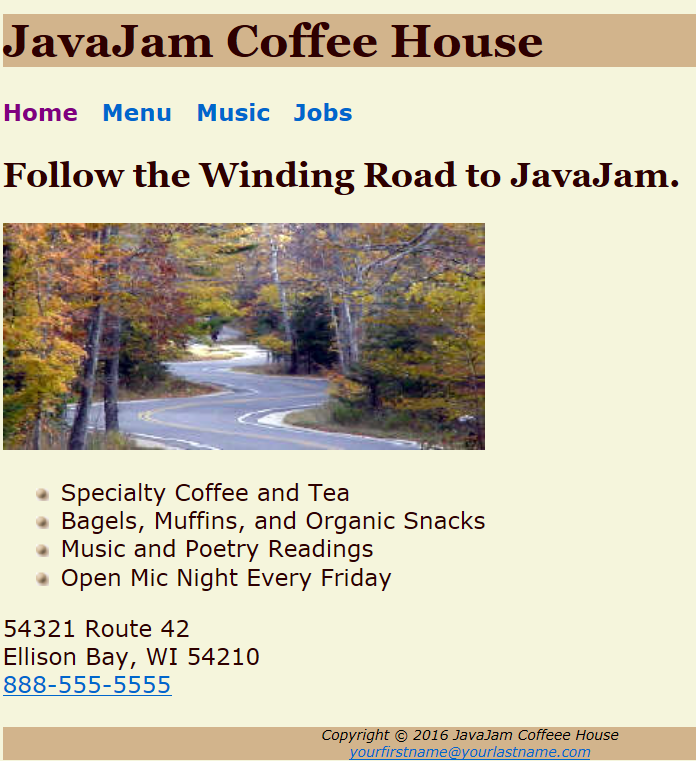 JavaJam Coffee House
Home Menu Music Jobs
Follow the Winding Road to JavaJam.
Specialty Coffee and Tea
Bagels, Muffins, and Organic Snacks
Music and Poetry Readings
Open Mic Night Every Friday
54321 Route 42
Ellison Bay, WI 54210
888-555-5555
Copyright © 2016 JavaJam Coffeee House
yourfirstname@yourlastname.com